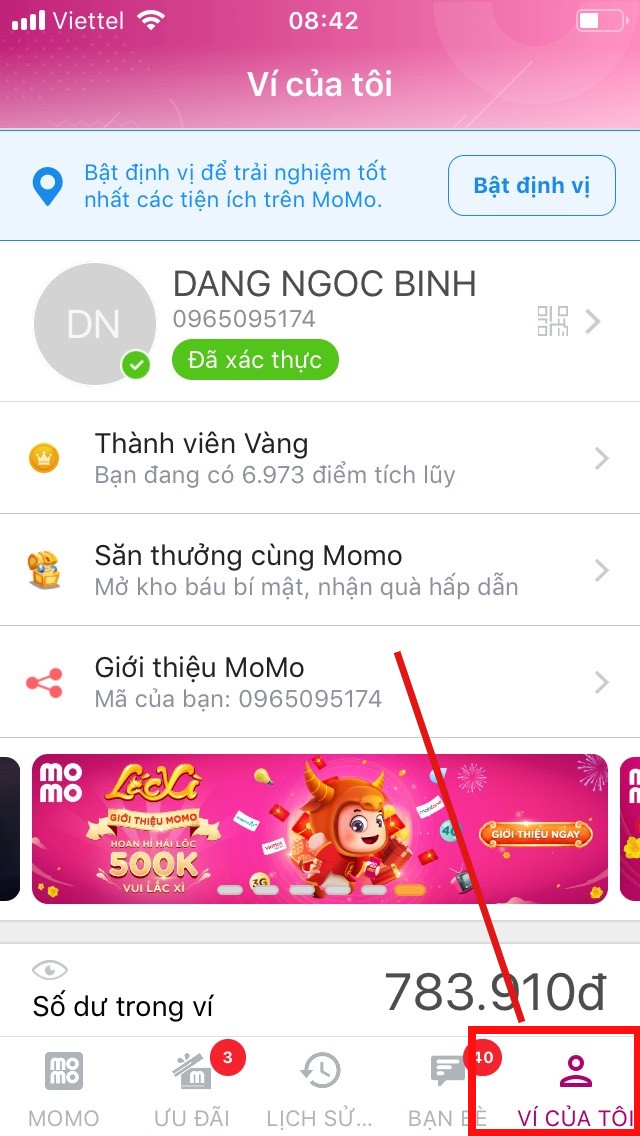 Viettel
08:42
Ví của tôi
Bật định vị để trải nghiệm tốt
nhất các tiện ích trên MoMo.
Bật định vị
DN
DANG NGOC BINH
0965095174
Đã xác thực
Thành viên Vàng
Bạn đang có 6.973 điểm tích lũy
Săn thưởng cùng Momo
Mở kho báu bí mật, nhận quà hấp dẫn
Giới thiệu MoMo
Mã của bạn: 0965095174
mo
mo
Lắc Xì
GIỚI THIỆU MOMO
HOAN HỈ HÁI LỘC
500K
VUI LẮC XÌ
3G
4G
GIỚI THIỆU NGAY
Số dư trong ví
783.910đ
mo
mo
3
40
MOMO
ƯU ĐÃI
LỊCH SỬ...
BẠN BÈ
VÍ CỦA TÔI